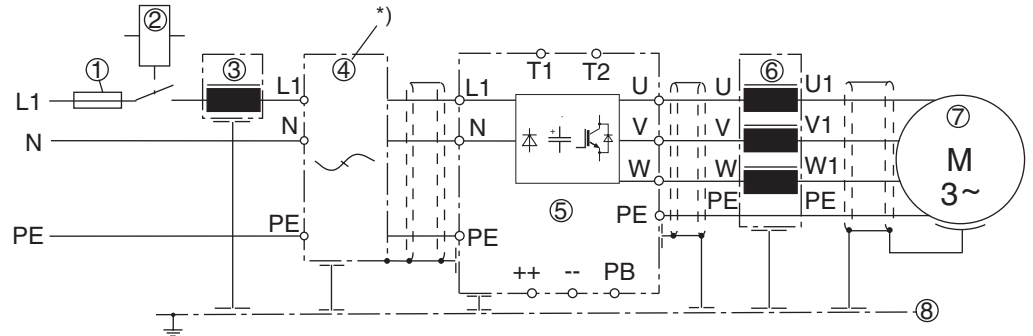 ② *)
① ③ ④ T1 T2 ⑥
L1 L1 L1 U U U1 ⑦
N N N V V V1 M
W W W1 3~
⑤ PE PE PE
PE PE PE
++ -- PB
⑧